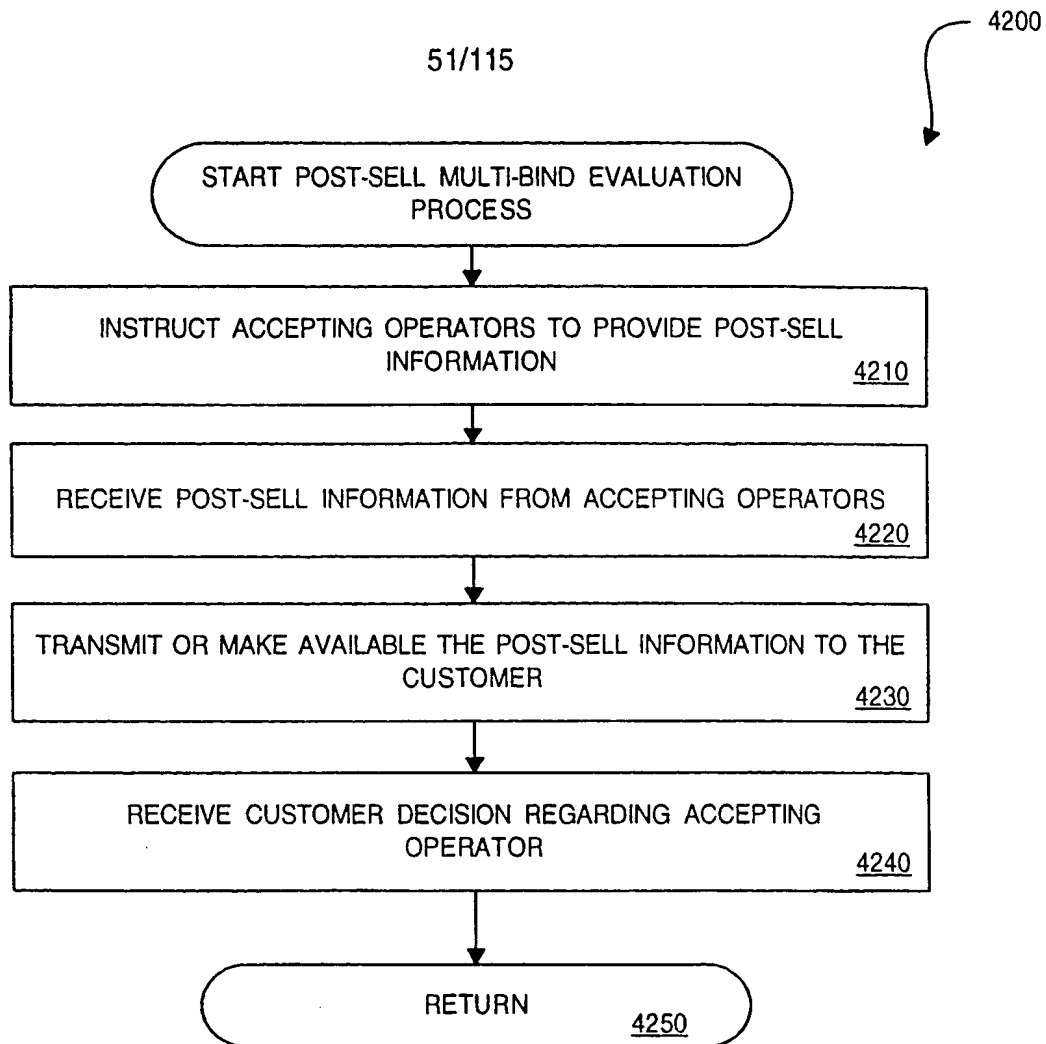 4200
51/115
START POST-SELL MULTI-BIND EVALUATION
PROCESS
INSTRUCT ACCEPTING OPERATORS TO PROVIDE POST-SELL
INFORMATION
4210
RECEIVE POST-SELL INFORMATION FROM ACCEPTING OPERATORS
4220
TRANSMIT OR MAKE AVAILABLE THE POST-SELL INFORMATION TO THE
CUSTOMER
4230
RECEIVE CUSTOMER DECISION REGARDING ACCEPTING
OPERATOR
4240
RETURN
4250